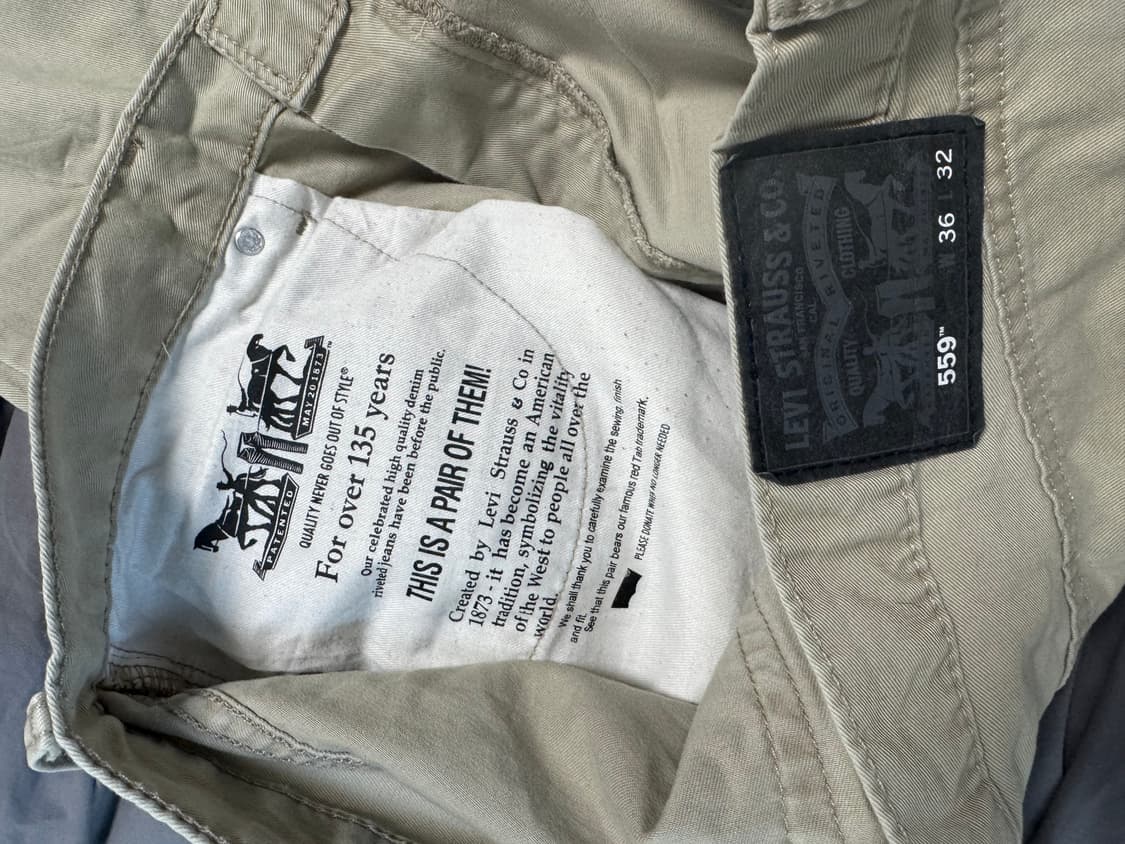 PATENTED
MAY 20 1873™
QUALITY NEVER GOES OUT OF STYLE®
For over 135 years
Our celebrated high quality denim
riveted jeans have been before the public.
THIS IS A PAIR OF THEM!
Created by Levi Strauss & Co in
1873 - it has become an American
tradition, symbolizing the vitality
of the West to people all over the
world.
We shall thank you to carefully examine the sewing, finish
and fit.
See that this pair bears our famous red Tab trademark.
PLEASE DONATE WHEN NO LONGER NEEDED
LEVI STRAUSS & CO.
SAN FRANCISCO
CAL.
ORIGINAL RIVETED
QUALITY CLOTHING
559™ W 36 L 32